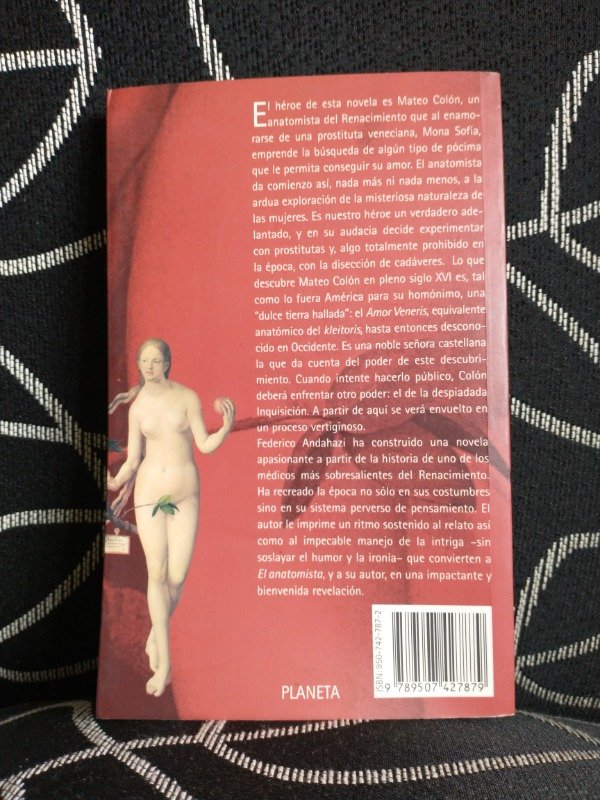 El héroe de esta novela es Mateo Colón, un
anatomista del Renacimiento que al enamo-
rarse de una prostituta veneciana, Mona Sofía,
emprende la búsqueda de algún tipo de pócima
que le permita conseguir su amor. El anatomista
da comienzo así, nada más ni nada menos, a la
ardua exploración de la misteriosa naturaleza de
las mujeres. Es nuestro héroe un verdadero ade-
lantado, y en su audacia decide experimentar
con prostitutas y, algo totalmente prohibido en
la época, con la disección de cadáveres. Lo que
descubre Mateo Colón en pleno siglo XVI es, tal
como lo fuera América para su homónimo, una
"dulce tierra hallada": el Amor Veneris, equivalente
anatómico del kleitoris, hasta entonces descono-
cido en Occidente. Es una noble señora castellana
la que da cuenta del poder de este descubri-
miento. Cuando intente hacerlo público, Colón
deberá enfrentar otro poder: el de la despiadada
Inquisición. A partir de aquí se verá envuelto en
un proceso vertiginoso.
Federico Andahazi ha construido una novela
apasionante a partir de la historia de uno de los
médicos más sobresalientes del Renacimiento.
Ha recreado la época no sólo en sus costumbres
sino en su sistema perverso de pensamiento. El
autor le imprime un ritmo sostenido al relato así
como al impecable manejo de la intriga –sin
soslayar el humor y la ironía– que convierten a
El anatomista, y a su autor, en una impactante y
bienvenida revelación.
ISBN: 950-742-787-2
9 789507 427879
PLANETA